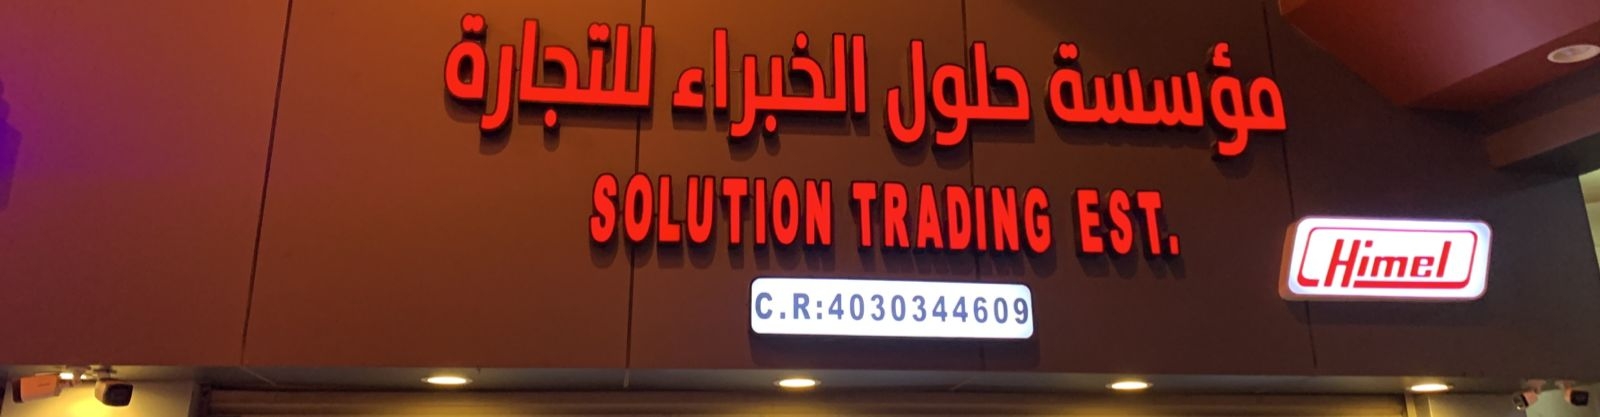 مؤسسة حلول الخبراء للتجارة
SOLUTION TRADING EST.
C.R:4030344609
Himel